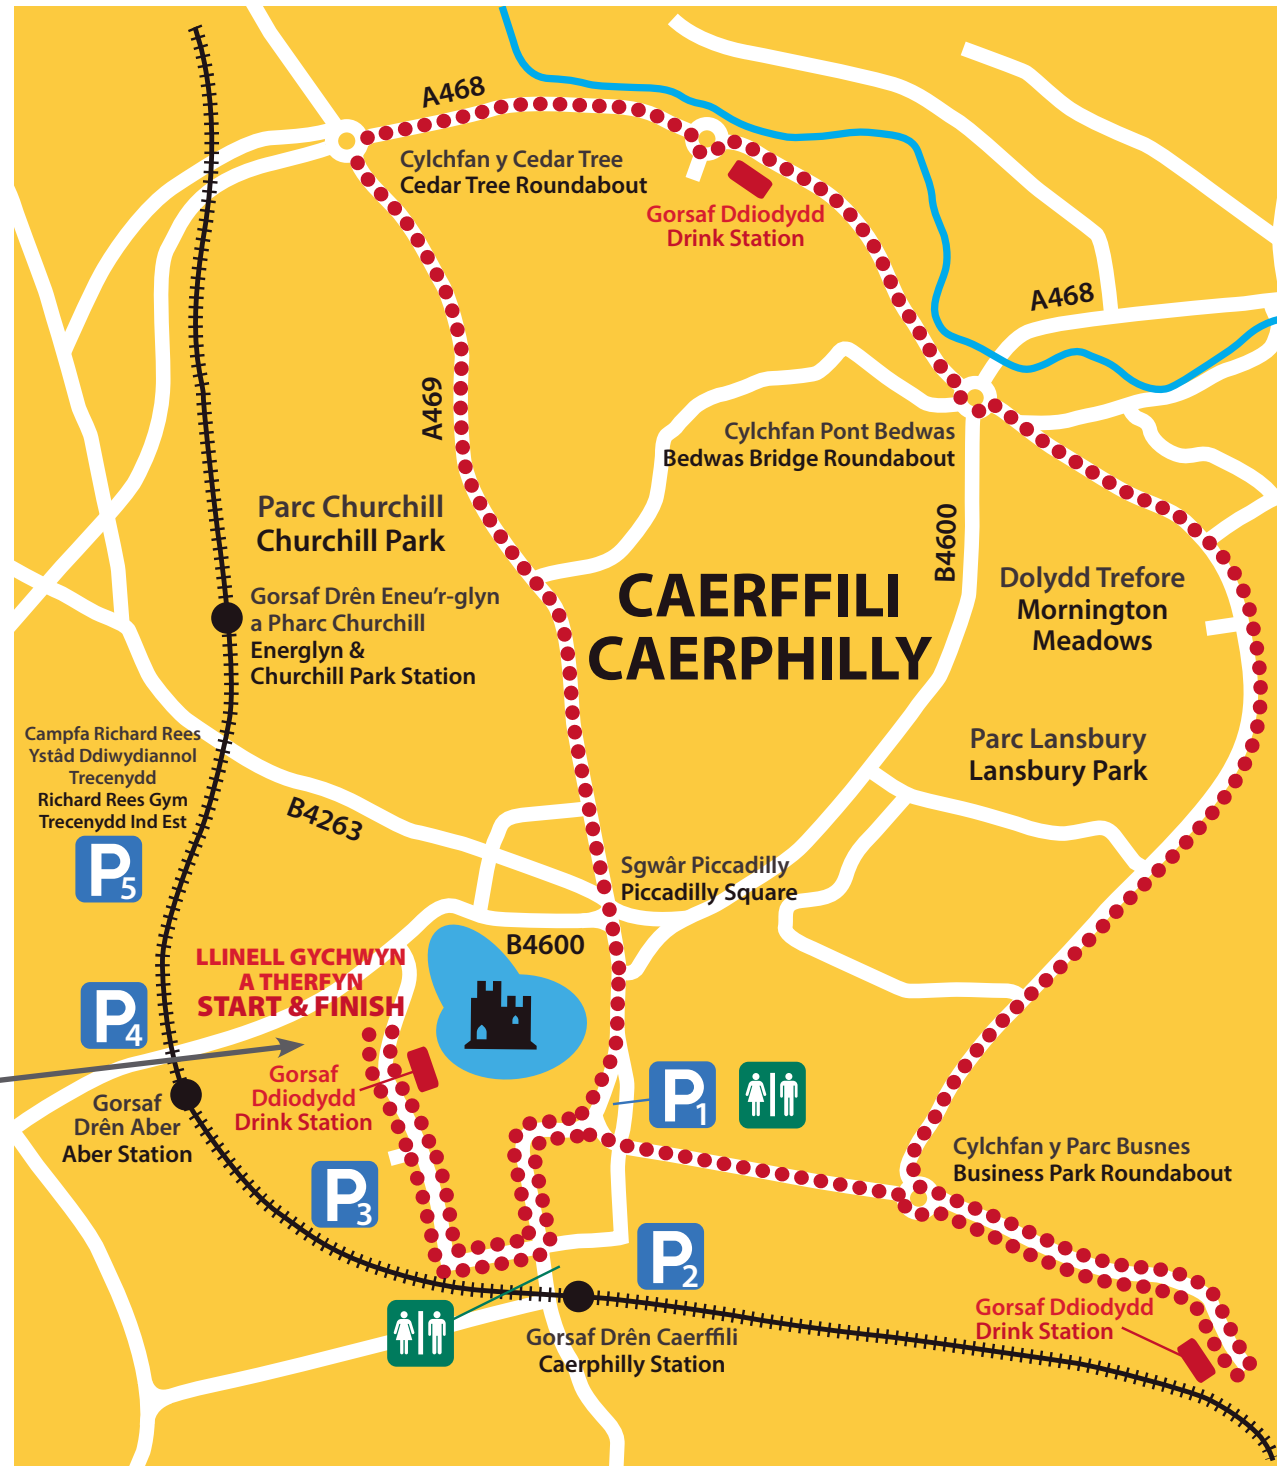 A468
Cylchfan y Cedar Tree
Cedar Tree Roundabout
Gorsaf Ddiodydd
Drink Station
A468
A469
Cylchfan Pont Bedwas
Bedwas Bridge Roundabout
Parc Churchill
Churchill Park
B4600
Gorsaf Drên Eneu'r-glyn
a Pharc Churchill
Energlyn &
Churchill Park Station
CAERFFILI
CAERPHILLY
Dolydd Trefore
Mornington
Meadows
Campfa Richard Rees
Ystâd Ddiwydiannol
Trecenydd
Richard Rees Gym
Trecenydd Ind Est
P5
Parc Lansbury
Lansbury Park
B4263
Sgwâr Piccadilly
Piccadilly Square
B4600
LLINELL GYCHWYN
A THERFYN
START & FINISH
P4
Gorsaf
Ddiodydd
Drink Station
Gorsaf
Drên Aber
Aber Station
P1
P3
Cylchfan y Parc Busnes
Business Park Roundabout
P2
Gorsaf Ddiodydd
Drink Station
Gorsaf Drên Caerffili
Caerphilly Station